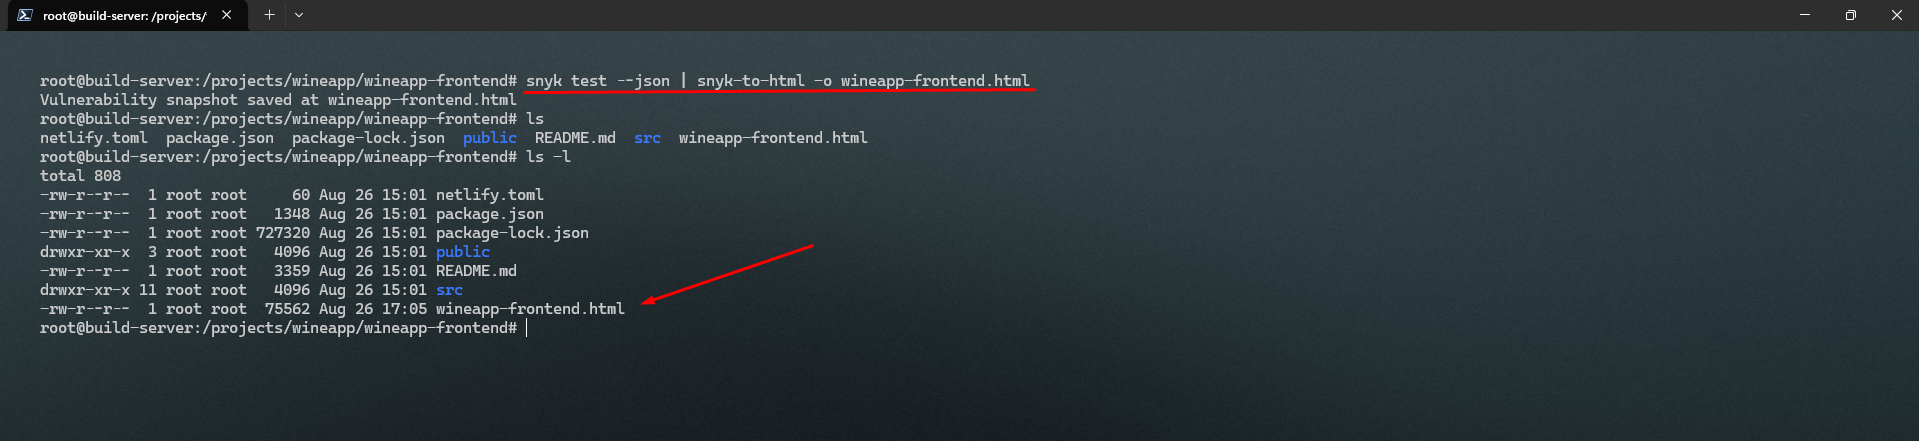 root@build-server: /projects/
root@build-server:/projects/wineapp/wineapp-frontend# snyk test --json | snyk-to-html -o wineapp-frontend.html
Vulnerability snapshot saved at wineapp-frontend.html
root@build-server:/projects/wineapp/wineapp-frontend# ls
netlify.toml  package.json  package-lock.json  public  README.md  src  wineapp-frontend.html
root@build-server:/projects/wineapp/wineapp-frontend# ls -l
total 808
-rw-r--r--  1 root root     60 Aug 26 15:01 netlify.toml
-rw-r--r--  1 root root   1348 Aug 26 15:01 package.json
-rw-r--r--  1 root root 727320 Aug 26 15:01 package-lock.json
drwxr-xr-x  3 root root   4096 Aug 26 15:01 public
-rw-r--r--  1 root root   3359 Aug 26 15:01 README.md
drwxr-xr-x 11 root root   4096 Aug 26 15:01 src
-rw-r--r--  1 root root  75562 Aug 26 17:05 wineapp-frontend.html
root@build-server:/projects/wineapp/wineapp-frontend#